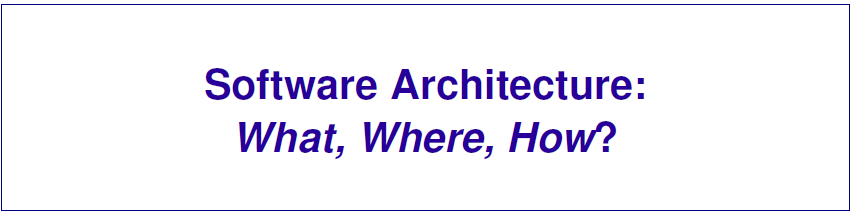 Software Architecture:
What, Where, How?